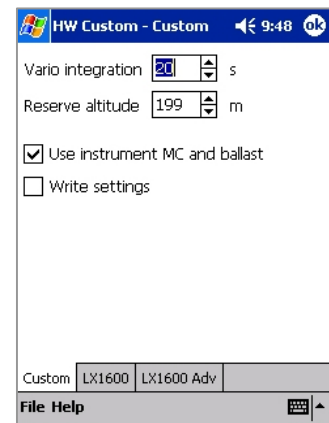 HW Custom - Custom 9:48 ok
Vario integration 20 s
Reserve altitude 199 m
Use instrument MC and ballast
Write settings
Custom LX1600 LX1600 Adv
File Help